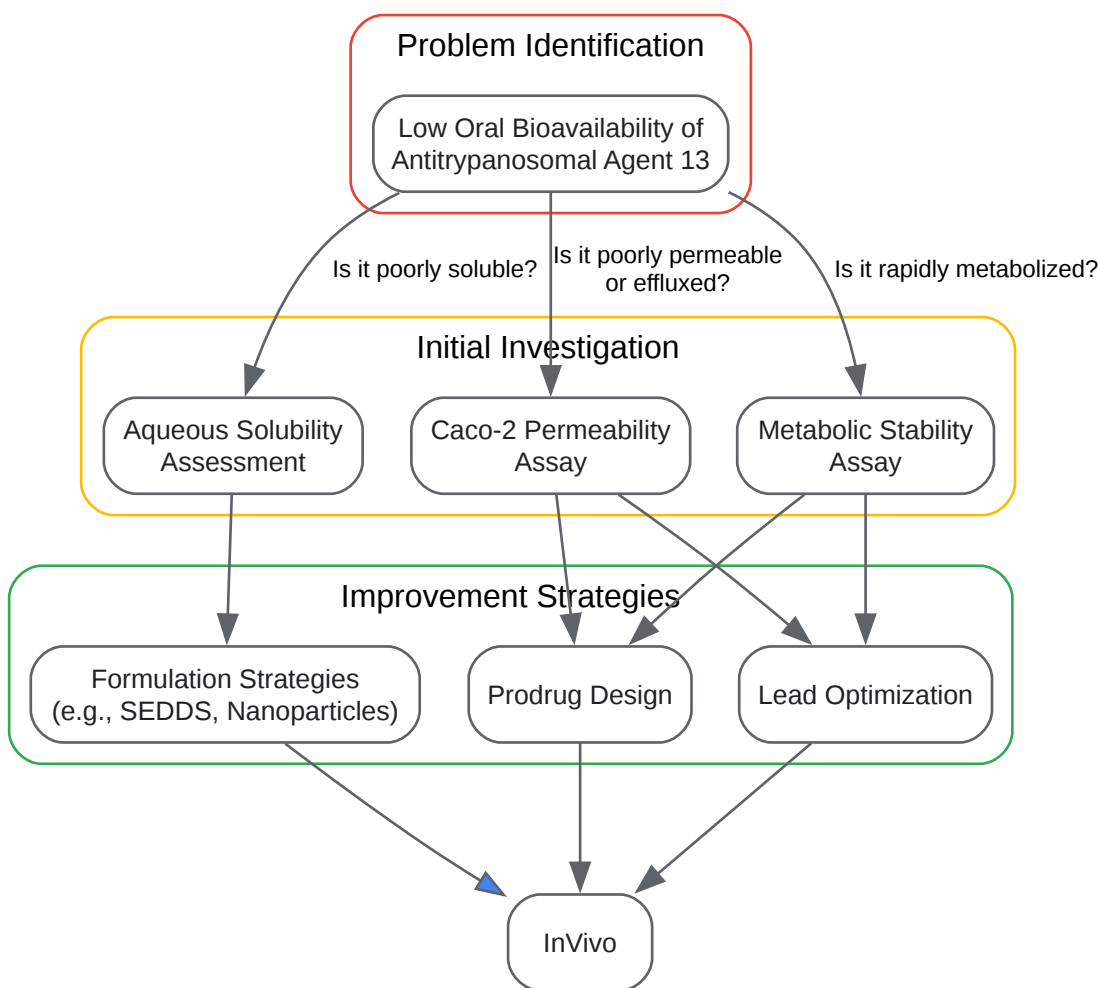 Problem Identification
Low Oral Bioavailability of
Antitrypanosomal Agent 13
Is it poorly soluble?
Is it poorly permeable
or effluxed?
Is it rapidly metabolized?
Initial Investigation
Aqueous Solubility
Assessment
Caco-2 Permeability
Assay
Metabolic Stability
Assay
Improvement Strategies
Formulation Strategies
(e.g., SEDDS, Nanoparticles)
Prodrug Design
Lead Optimization
InVivo